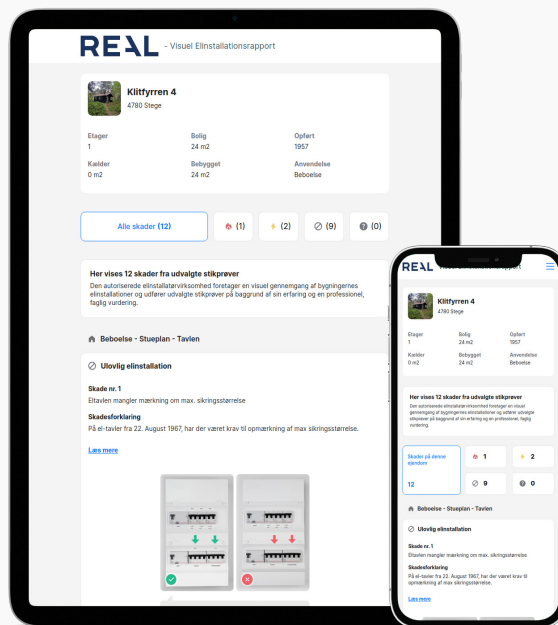 REAL - Visuel Elinstallationsrapport
Klitfyrren 4
4780 Stege
Etager Bolig Opført
1 24 m2 1957
Kælder Bebygget Anvendelse
0 m2 24 m2 Beboelse
Alle skader (12) (1) (2) (9) (0)
Her vises 12 skader fra udvalgte stikprøver
Den autoriserede elinstallatørvirksomhed foretager en visuel gennemgang af bygningernes
elinstallationer og udfører udvalgte stikprøver på baggrund af sin erfaring og en professionel,
faglig vurdering.
Beboelse - Stueplan - Tavlen
Ulovlig elinstallation
Skade nr. 1
Eltavlen mangler mærkning om max. sikringsstørrelse
Skadesforklaring
På el-tavler fra 22. August 1967, har der været krav til opmærkning af max sikringsstørrelse.
Læs mere
REAL
Klitfyrren 4
4780 Stege
Etager Bolig Opført
1 24 m2 1957
Kælder Bebygget Anvendelse
0 m2 24 m2 Beboelse
Her vises 12 skader fra udvalgte stikprøver
Den autoriserede elinstallatørvirksomhed foretager en visuel
gennemgang af bygningernes elinstallationer og udfører udvalgte
stikprøver på baggrund af sin erfaring og en professionel, faglig
vurdering.
Skader på denne
ejendom
12
1 2
9 0
Beboelse - Stueplan - Tavlen
Ulovlig elinstallation
Skade nr. 1
Eltavlen mangler mærkning om max. sikringsstørrelse
Skadesforklaring
På el-tavler fra 22. August 1967, har der været krav til
opmærkning af max sikringsstørrelse.
Læs mere